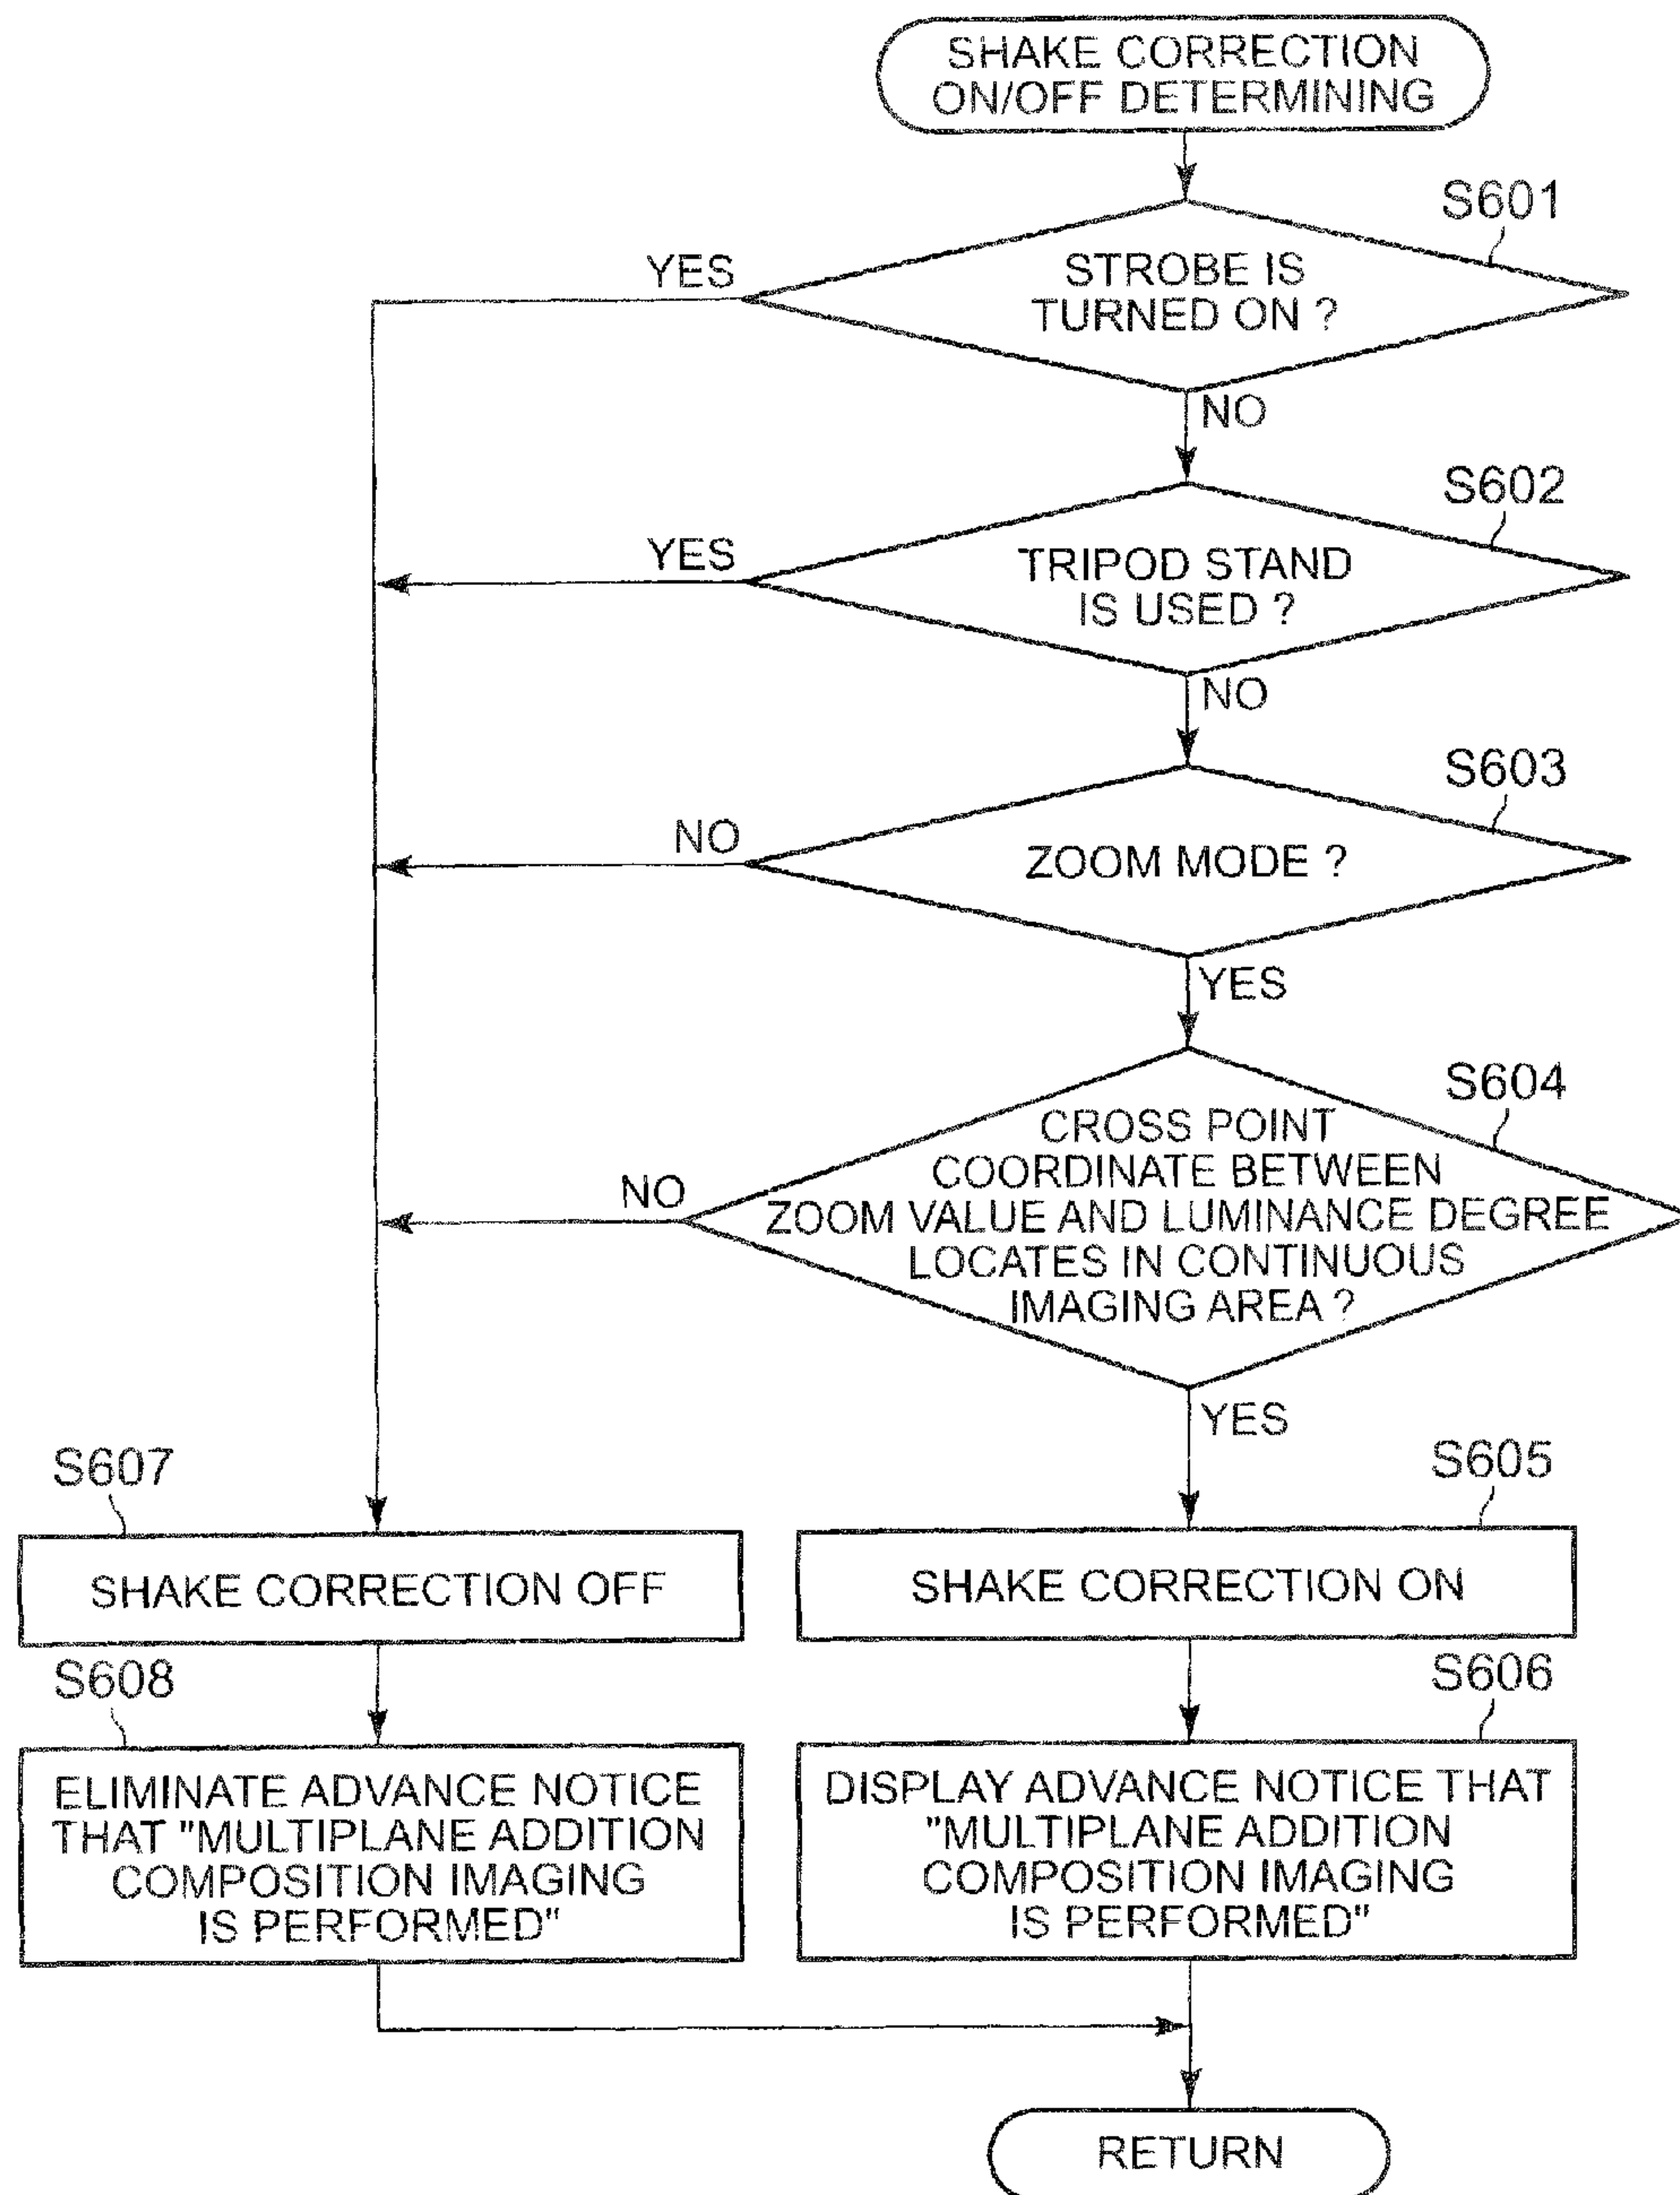 SHAKE CORRECTION
ON/OFF DETERMINING
S601
YES
STROBE IS
TURNED ON ?
NO
S602
YES
TRIPOD STAND
IS USED ?
NO
S603
NO
ZOOM MODE ?
YES
S604
NO
CROSS POINT
COORDINATE BETWEEN
ZOOM VALUE AND LUMINANCE DEGREE
LOCATES IN CONTINUOUS
IMAGING AREA ?
YES
S607
SHAKE CORRECTION OFF
S605
SHAKE CORRECTION ON
S608
ELIMINATE ADVANCE NOTICE
THAT "MULTIPLANE ADDITION
COMPOSITION IMAGING
IS PERFORMED"
S606
DISPLAY ADVANCE NOTICE THAT
"MULTIPLANE ADDITION
COMPOSITION IMAGING
IS PERFORMED"
RETURN